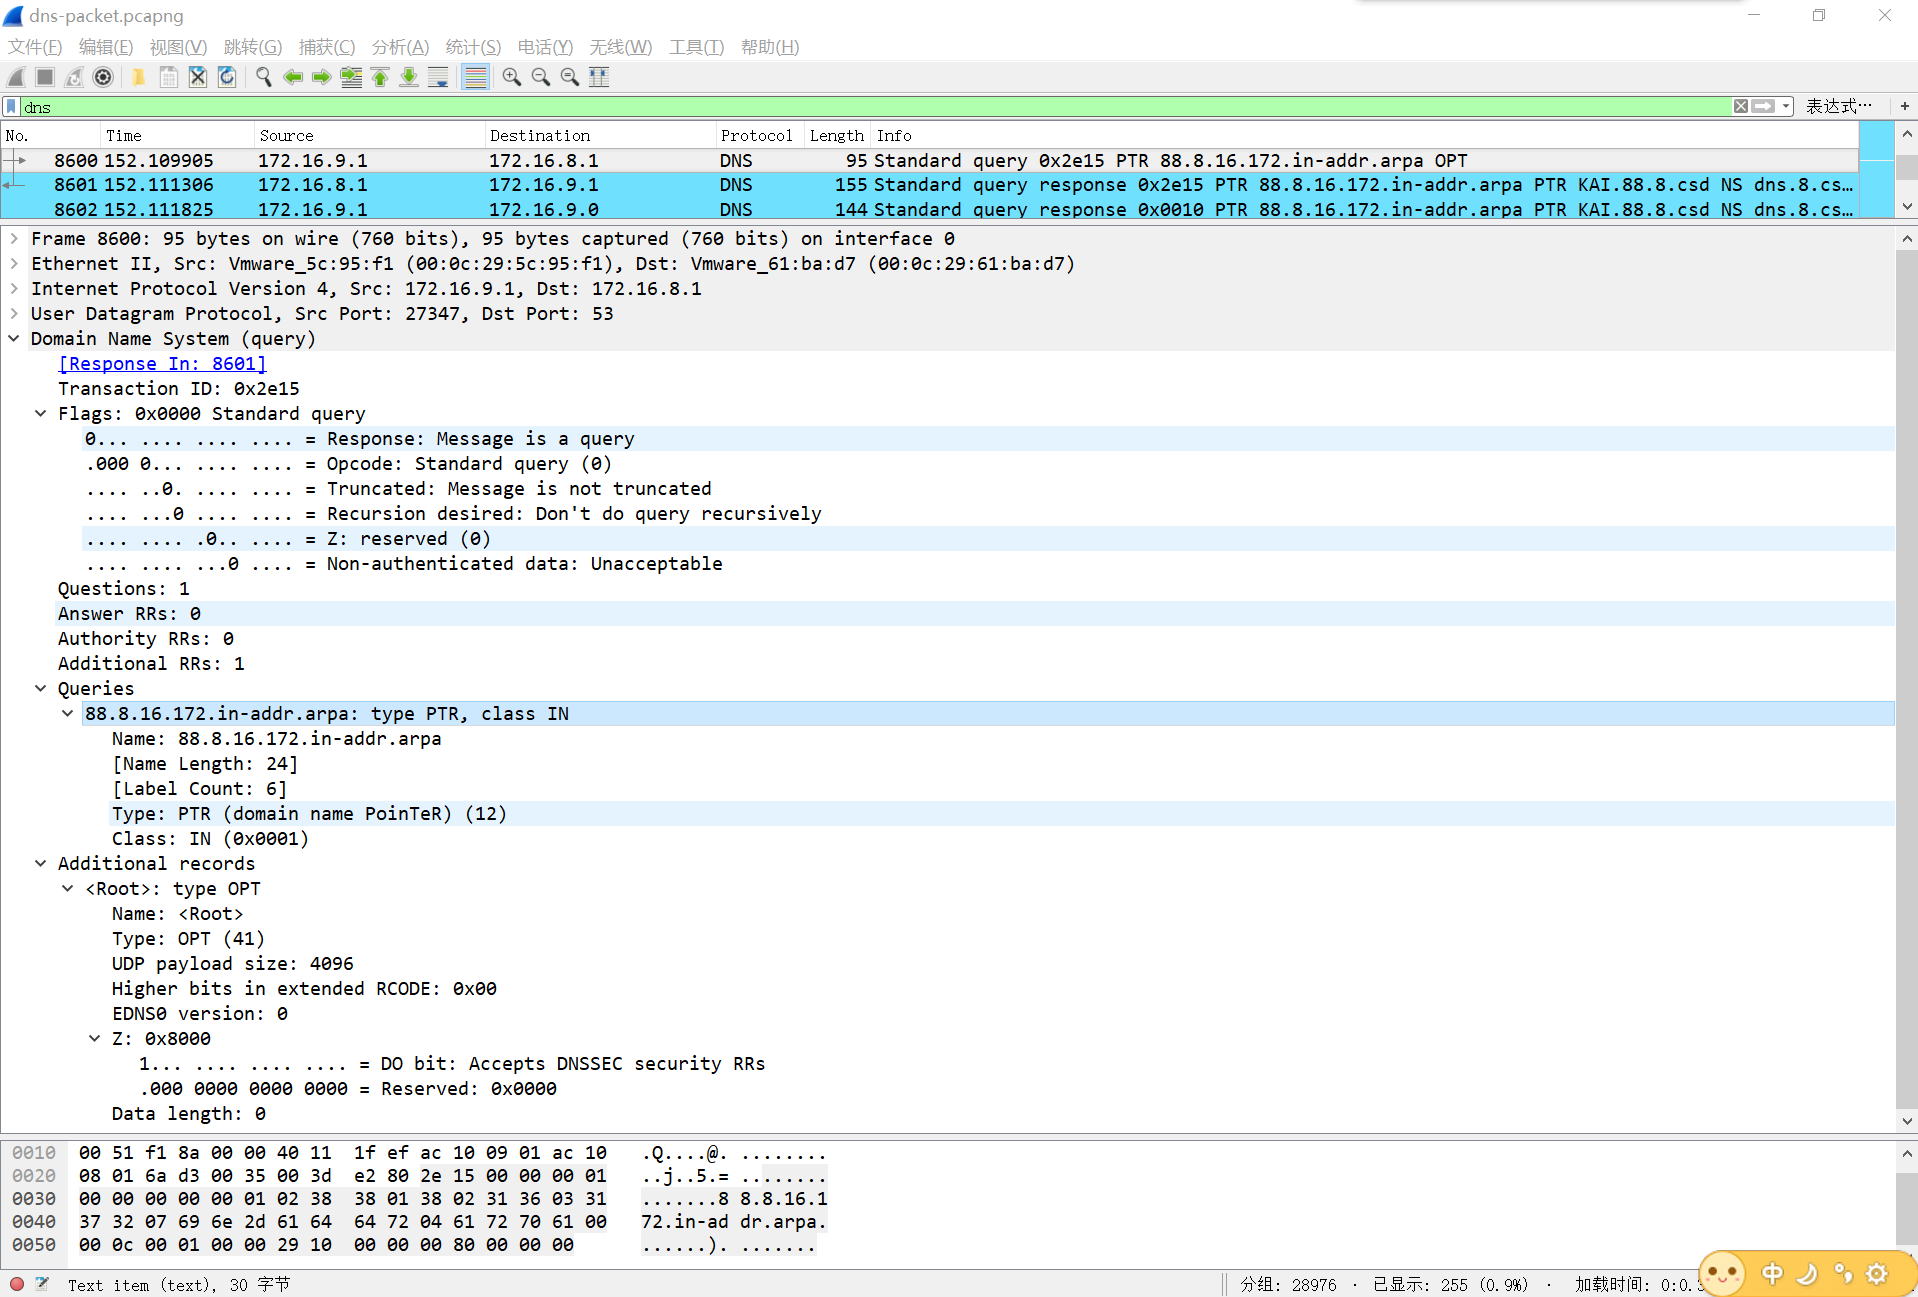 dns-packet.pcapng
文件(F) 编辑(E) 视图(V) 跳转(G) 捕获(C) 分析(A) 统计(S) 电话(Y) 无线(W) 工具(T) 帮助(H)
dns 表达式… +
No. Time Source Destination Protocol Length Info
8600 152.109905 172.16.9.1 172.16.8.1 DNS 95 Standard query 0x2e15 PTR 88.8.16.172.in-addr.arpa OPT
8601 152.111306 172.16.8.1 172.16.9.1 DNS 155 Standard query response 0x2e15 PTR 88.8.16.172.in-addr.arpa PTR KAI.88.8.csd NS dns.8.cs…
8602 152.111825 172.16.9.1 172.16.9.0 DNS 144 Standard query response 0x0010 PTR 88.8.16.172.in-addr.arpa PTR KAI.88.8.csd NS dns.8.cs…
Frame 8600: 95 bytes on wire (760 bits), 95 bytes captured (760 bits) on interface 0
Ethernet II, Src: Vmware_5c:95:f1 (00:0c:29:5c:95:f1), Dst: Vmware_61:ba:d7 (00:0c:29:61:ba:d7)
Internet Protocol Version 4, Src: 172.16.9.1, Dst: 172.16.8.1
User Datagram Protocol, Src Port: 27347, Dst Port: 53
Domain Name System (query)
[Response In: 8601]
Transaction ID: 0x2e15
Flags: 0x0000 Standard query
0... .... .... .... = Response: Message is a query
.000 0... .... .... = Opcode: Standard query (0)
.... ..0. .... .... = Truncated: Message is not truncated
.... ...0 .... .... = Recursion desired: Don't do query recursively
.... .... .0.. .... = Z: reserved (0)
.... .... ...0 .... = Non-authenticated data: Unacceptable
Questions: 1
Answer RRs: 0
Authority RRs: 0
Additional RRs: 1
Queries
88.8.16.172.in-addr.arpa: type PTR, class IN
Name: 88.8.16.172.in-addr.arpa
[Name Length: 24]
[Label Count: 6]
Type: PTR (domain name PoinTeR) (12)
Class: IN (0x0001)
Additional records
<Root>: type OPT
Name: <Root>
Type: OPT (41)
UDP payload size: 4096
Higher bits in extended RCODE: 0x00
EDNS0 version: 0
Z: 0x8000
1... .... .... .... = DO bit: Accepts DNSSEC security RRs
.000 0000 0000 0000 = Reserved: 0x0000
Data length: 0
0010 00 51 f1 8a 00 00 40 11 1f ef ac 10 09 01 ac 10 .Q....@. ........
0020 08 01 6a d3 00 35 00 3d e2 80 2e 15 00 00 00 01 ..j..5.= ........
0030 00 00 00 00 00 01 02 38 38 01 38 02 31 36 03 31 .......8 8.8.16.1
0040 37 32 07 69 6e 2d 61 64 64 72 04 61 72 70 61 00 72.in-ad dr.arpa.
0050 00 0c 00 01 00 00 29 10 00 00 00 80 00 00 00 ......). .......
Text item (text), 30 字节 分组: 28976 · 已显示: 255 (0.9%) · 加载时间: 0:0. 中